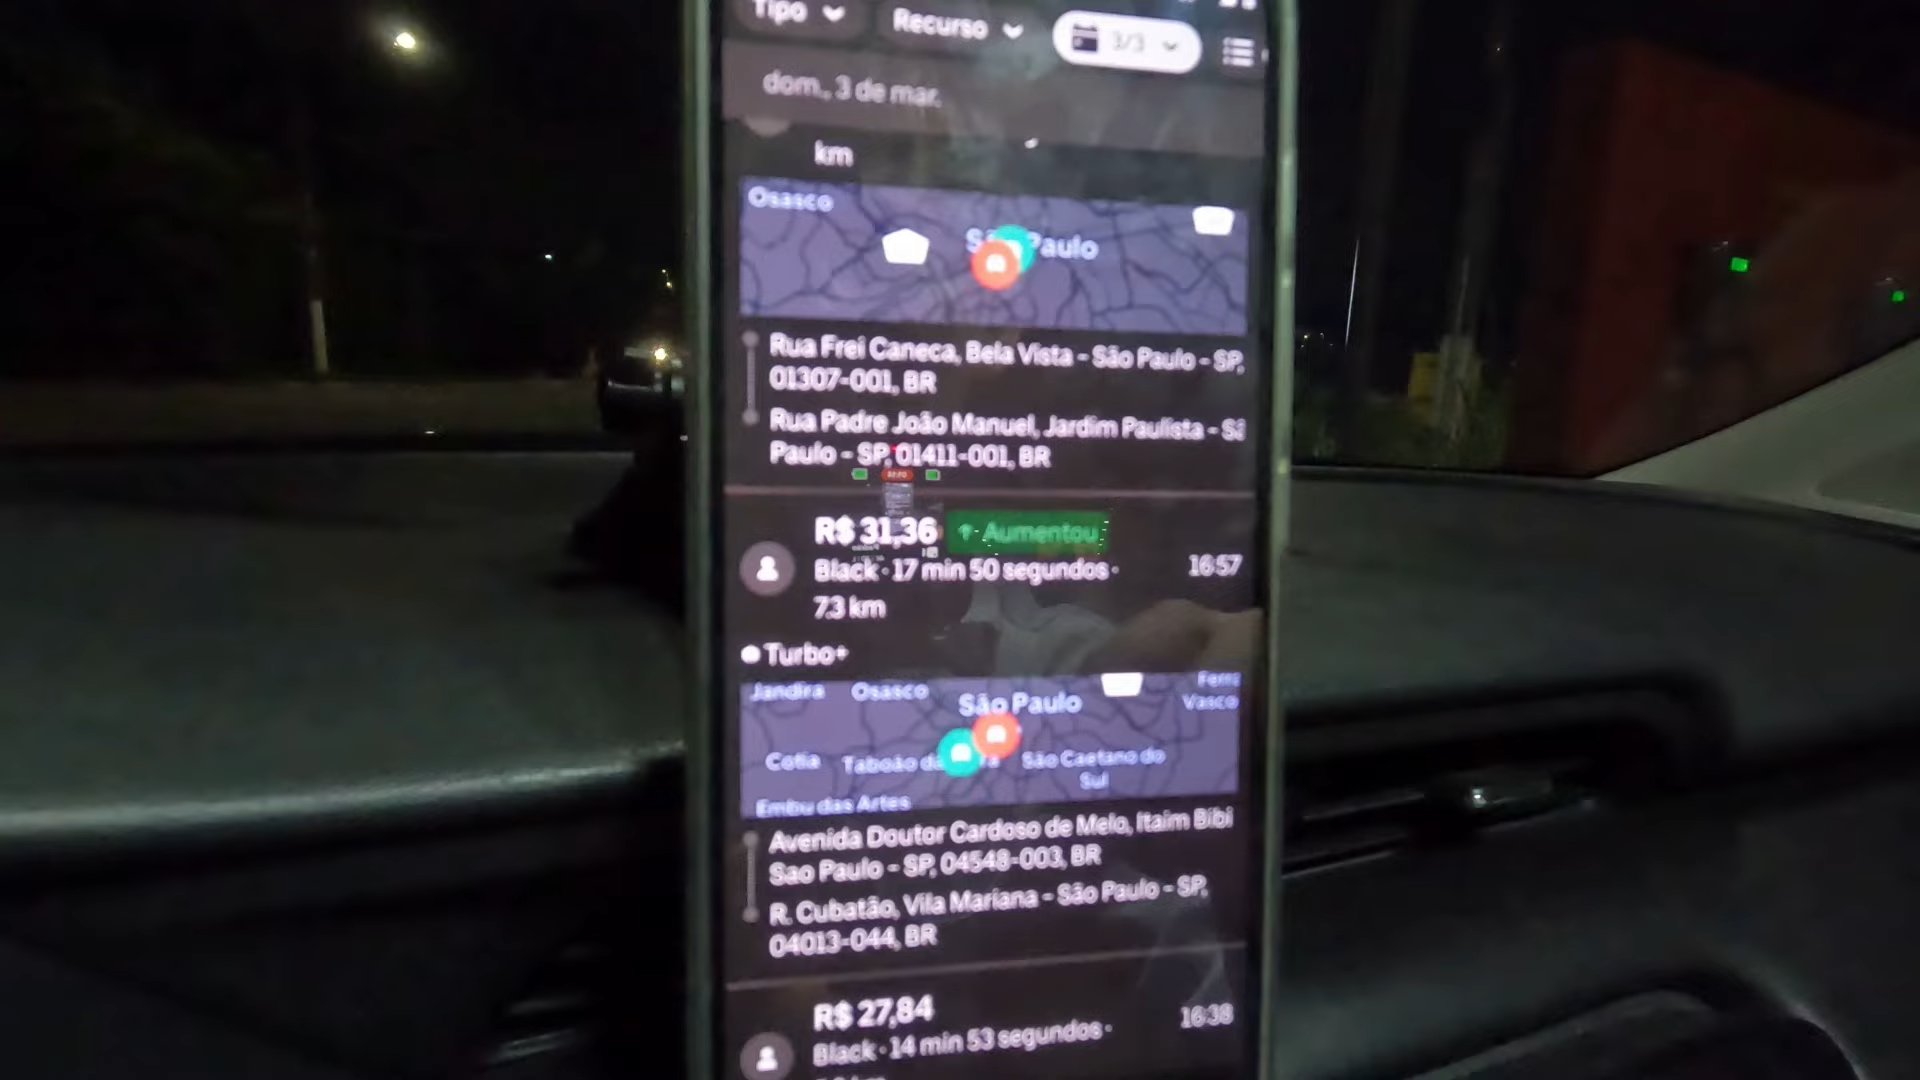 Tipo
Recurso
3/3
dom., 3 de mar.
km
Osasco
São Paulo
Rua Frei Caneca, Bela Vista - São Paulo - SP,
01307-001, BR
Rua Padre João Manuel, Jardim Paulista - Sã
Paulo - SP, 01411-001, BR
R$ 31,36 Aumentou
Black · 17 min 50 segundos · 16:57
7.3 km
Turbo+
Jandira Osasco São Paulo Ferra
Vasco
Cotia Taboão da São Caetano do
Sul
Embu das Artes
Avenida Doutor Cardoso de Melo, Itaim Bibi
Sao Paulo - SP, 04548-003, BR
R. Cubatão, Vila Mariana - São Paulo - SP,
04013-044, BR
R$ 27,84
Black · 14 min 53 segundos · 16:38